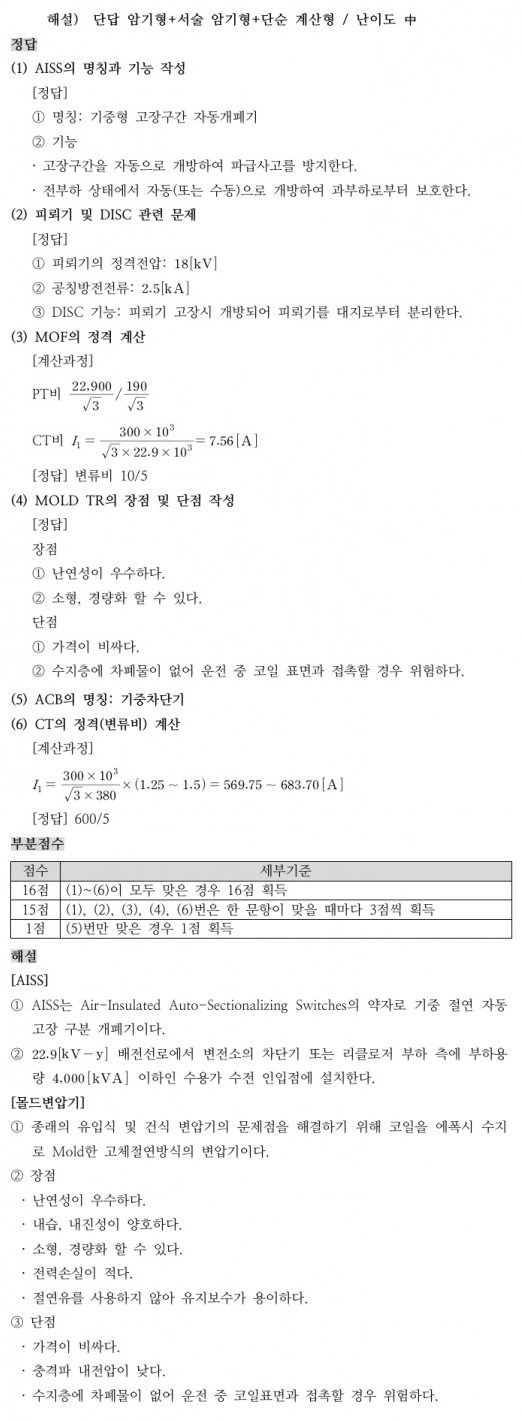 해설) 단답 암기형+서술 암기형+단순 계산형 / 난이도 中
정답
(1) AISS의 명칭과 기능 작성
[정답]
① 명칭: 기중형 고장구간 자동개폐기
② 기능
· 고장구간을 자동으로 개방하여 파급사고를 방지한다.
· 전부하 상태에서 자동(또는 수동)으로 개방하여 과부하로부터 보호한다.
(2) 피뢰기 및 DISC 관련 문제
[정답]
① 피뢰기의 정격전압: 18[kV]
② 공칭방전전류: 2.5[kA]
③ DISC 기능: 피뢰기 고장시 개방되어 피뢰기를 대지로부터 분리한다.
(3) MOF의 정격 계산
[계산과정]
PT비 22,900/√3 / 190/√3
CT비 I₁ = 300×10³/(√3×22.9×10³) = 7.56[A]
[정답] 변류비 10/5
(4) MOLD TR의 장점 및 단점 작성
[정답]
장점
① 난연성이 우수하다.
② 소형, 경량화 할 수 있다.
단점
① 가격이 비싸다.
② 수지층에 차폐물이 없어 운전 중 코일 표면과 접촉할 경우 위험하다.
(5) ACB의 명칭: 기중차단기
(6) CT의 정격(변류비) 계산
[계산과정]
I₁ = 300×10³/(√3×380) × (1.25 ~ 1.5) = 569.75 ~ 683.70[A]
[정답] 600/5
부분점수
점수 세부기준
16점 (1)~(6)이 모두 맞은 경우 16점 획득
15점 (1), (2), (3), (4), (6)번은 한 문항이 맞을 때마다 3점씩 획득
1점 (5)번만 맞은 경우 1점 획득
해설
[AISS]
① AISS는 Air-Insulated Auto-Sectionalizing Switches의 약자로 기중 절연 자동
고장 구분 개폐기이다.
② 22.9[kV-y] 배전선로에서 변전소의 차단기 또는 리클로저 부하 측에 부하용
량 4,000[kVA] 이하인 수용가 수전 인입점에 설치한다.
[몰드변압기]
① 종래의 유입식 및 건식 변압기의 문제점을 해결하기 위해 코일을 에폭시 수지
로 Mold한 고체절연방식의 변압기이다.
② 장점
· 난연성이 우수하다.
· 내습, 내진성이 양호하다.
· 소형, 경량화 할 수 있다.
· 전력손실이 적다.
· 절연유를 사용하지 않아 유지보수가 용이하다.
③ 단점
· 가격이 비싸다.
· 충격파 내전압이 낮다.
· 수지층에 차폐물이 없어 운전 중 코일표면과 접촉할 경우 위험하다.